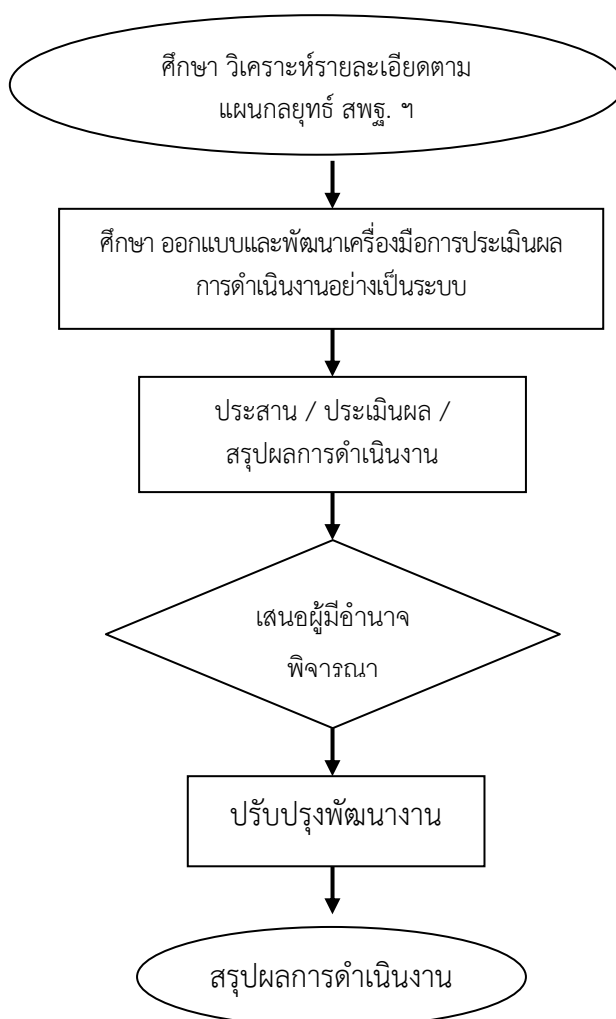 ศึกษา วิเคราะห์รายละเอียดตาม
แผนกลยุทธ์ สพฐ. ฯ
ศึกษา ออกแบบและพัฒนาเครื่องมือการประเมินผล
การดำเนินงานอย่างเป็นระบบ
ประสาน / ประเมินผล /
สรุปผลการดำเนินงาน
เสนอผู้มีอำนาจ
พิจารณา
ปรับปรุงพัฒนางาน
สรุปผลการดำเนินงาน